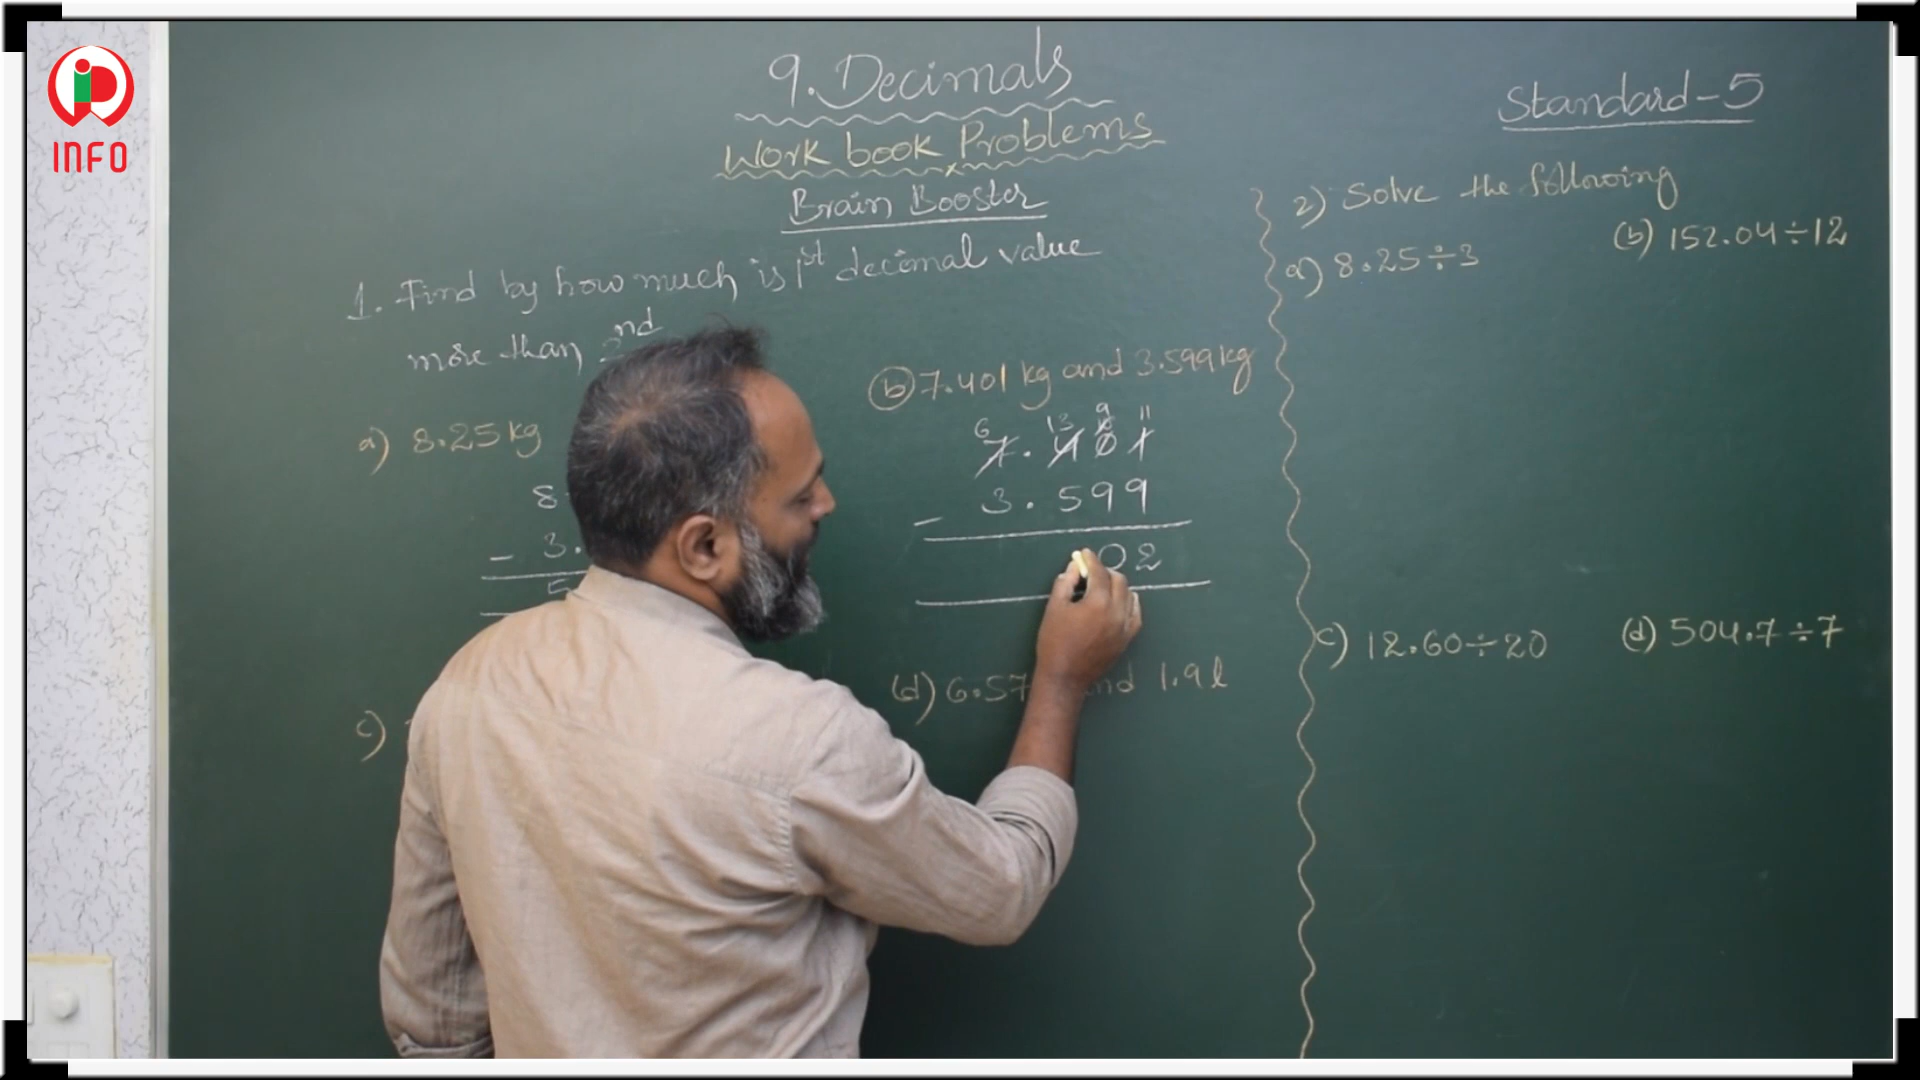 INFO
9. Decimals
Work book Problems
Brain Booster
Standard-5
1. Find by how much is 1st decimal value
more than 2nd
a) 8.25 kg
8
- 3.
5
(b) 7.401 kg and 3.599 kg
6 13 9 11
7.401
- 3.599
02
c)
(d) 6.57 and 1.9 l
2) Solve the following
a) 8.25÷3
(b) 152.04÷12
c) 12.60÷20
(d) 504.7÷7